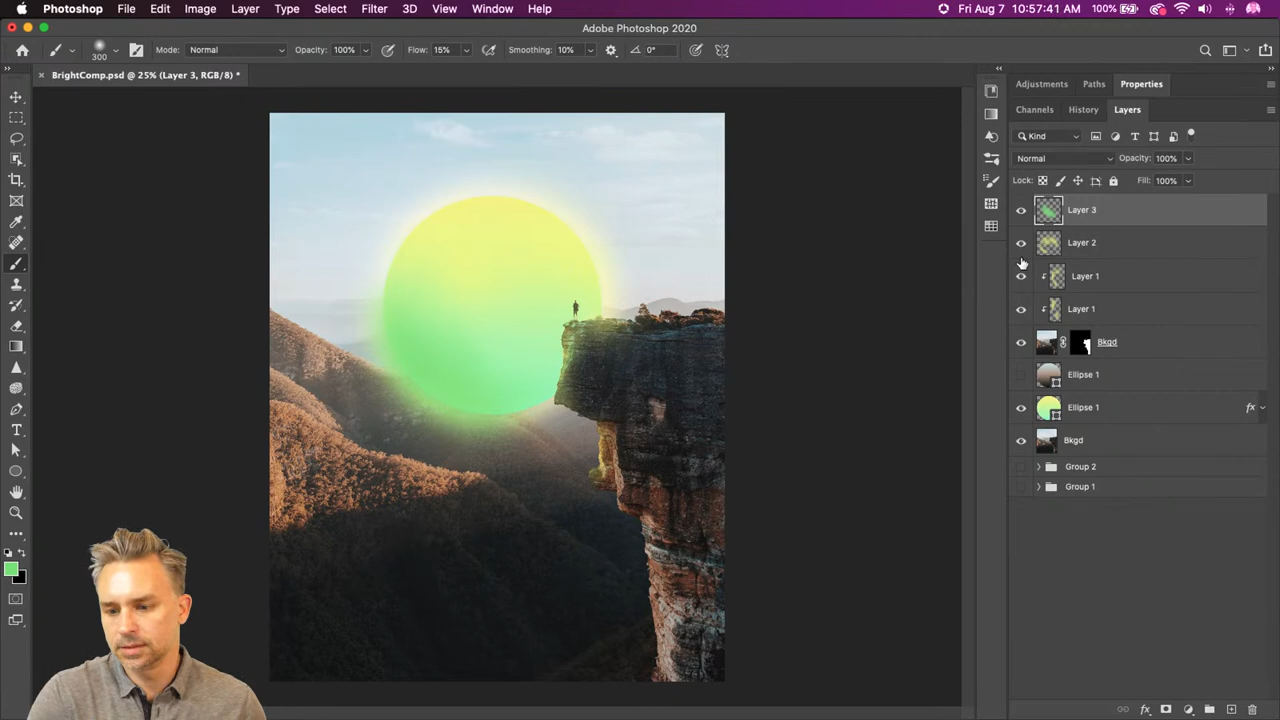 Photoshop File Edit Image Layer Type Select Filter 3D View Window Help 100% Fri Aug 7 10:57:41 AM
Adobe Photoshop 2020
300 Mode: Normal Opacity: 100% Flow: 15% Smoothing: 10% 0°
BrightComp.psd @ 25% (Layer 3, RGB/8) *
Adjustments Paths Properties
Channels History Layers
Kind
Normal Opacity: 100%
Lock: Fill: 100%
Layer 3
Layer 2
Layer 1
Layer 1
Bkgd
Ellipse 1
Ellipse 1 fx
Bkgd
Group 2
Group 1
fx